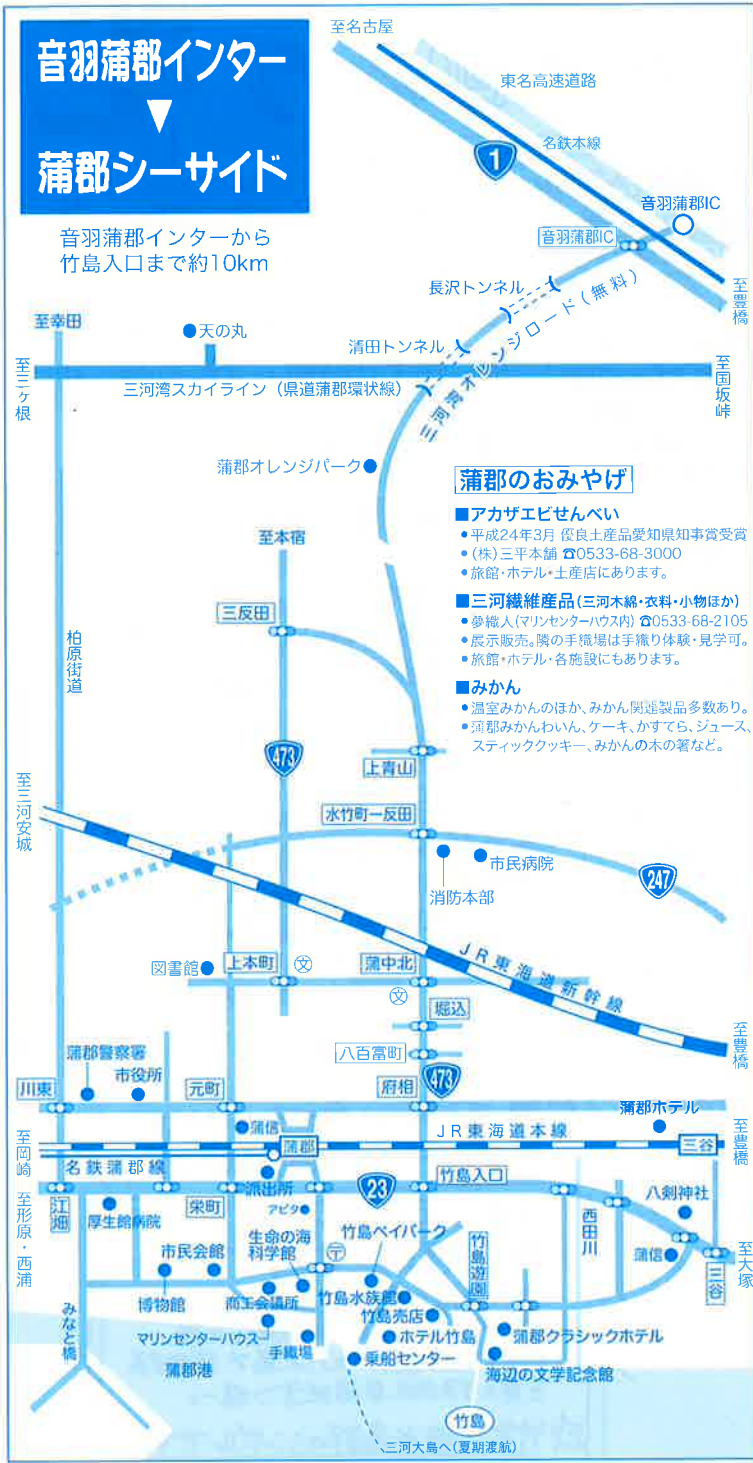 音羽蒲郡インター
▼
蒲郡シーサイド
音羽蒲郡インターから
竹島入口まで約10km
至名古屋
東名高速道路
名鉄本線
1
音羽蒲郡IC
音羽蒲郡IC
至豊橋
長沢トンネル
三河湾オレンジロード(無料)
清田トンネル
至幸田
天の丸
至三ヶ根
三河湾スカイライン(県道蒲郡環状線)
至国坂峠
蒲郡オレンジパーク
蒲郡のおみやげ
■アカザエビせんべい
•平成24年3月 優良土産品愛知県知事賞受賞
•(株)三平本舗 ☎0533-68-3000
•旅館・ホテル・土産店にあります。
■三河繊維産品(三河木綿・衣料・小物ほか)
•夢織人(マリンセンターハウス内) ☎0533-68-2105
•展示販売。隣の手織場は手織り体験・見学可。
•旅館・ホテル・各施設にもあります。
■みかん
•温室みかんのほか、みかん関連製品多数あり。
•蒲郡みかんわいん、ケーキ、かすてら、ジュース、
スティッククッキー、みかんの木の箸など。
至本宿
三反田
柏原街道
473
上青山
至三河安城
水竹町一反田
消防本部
市民病院
247
図書館
上本町
文
蒲中北
文
JR東海道新幹線
堀込
八百富町
至豊橋
蒲郡警察署
市役所
川東
元町
府相
473
蒲郡ホテル
蒲信
至岡崎
蒲郡
JR東海道本線
三谷
至豊橋
名鉄蒲郡線
派出所
23
竹島入口
八剣神社
至形原・西浦
江畑
厚生館病院
栄町
アピタ
生命の海
科学館
〒
竹島ベイパーク
竹島遊園
西田川
蒲信
三谷
至大塚
市民会館
博物館
商工会議所
竹島水族館
竹島売店
みなと橋
マリンセンターハウス
手織場
ホテル竹島
蒲郡クラシックホテル
蒲郡港
乗船センター
海辺の文学記念館
竹島
三河大島へ(夏期渡航)